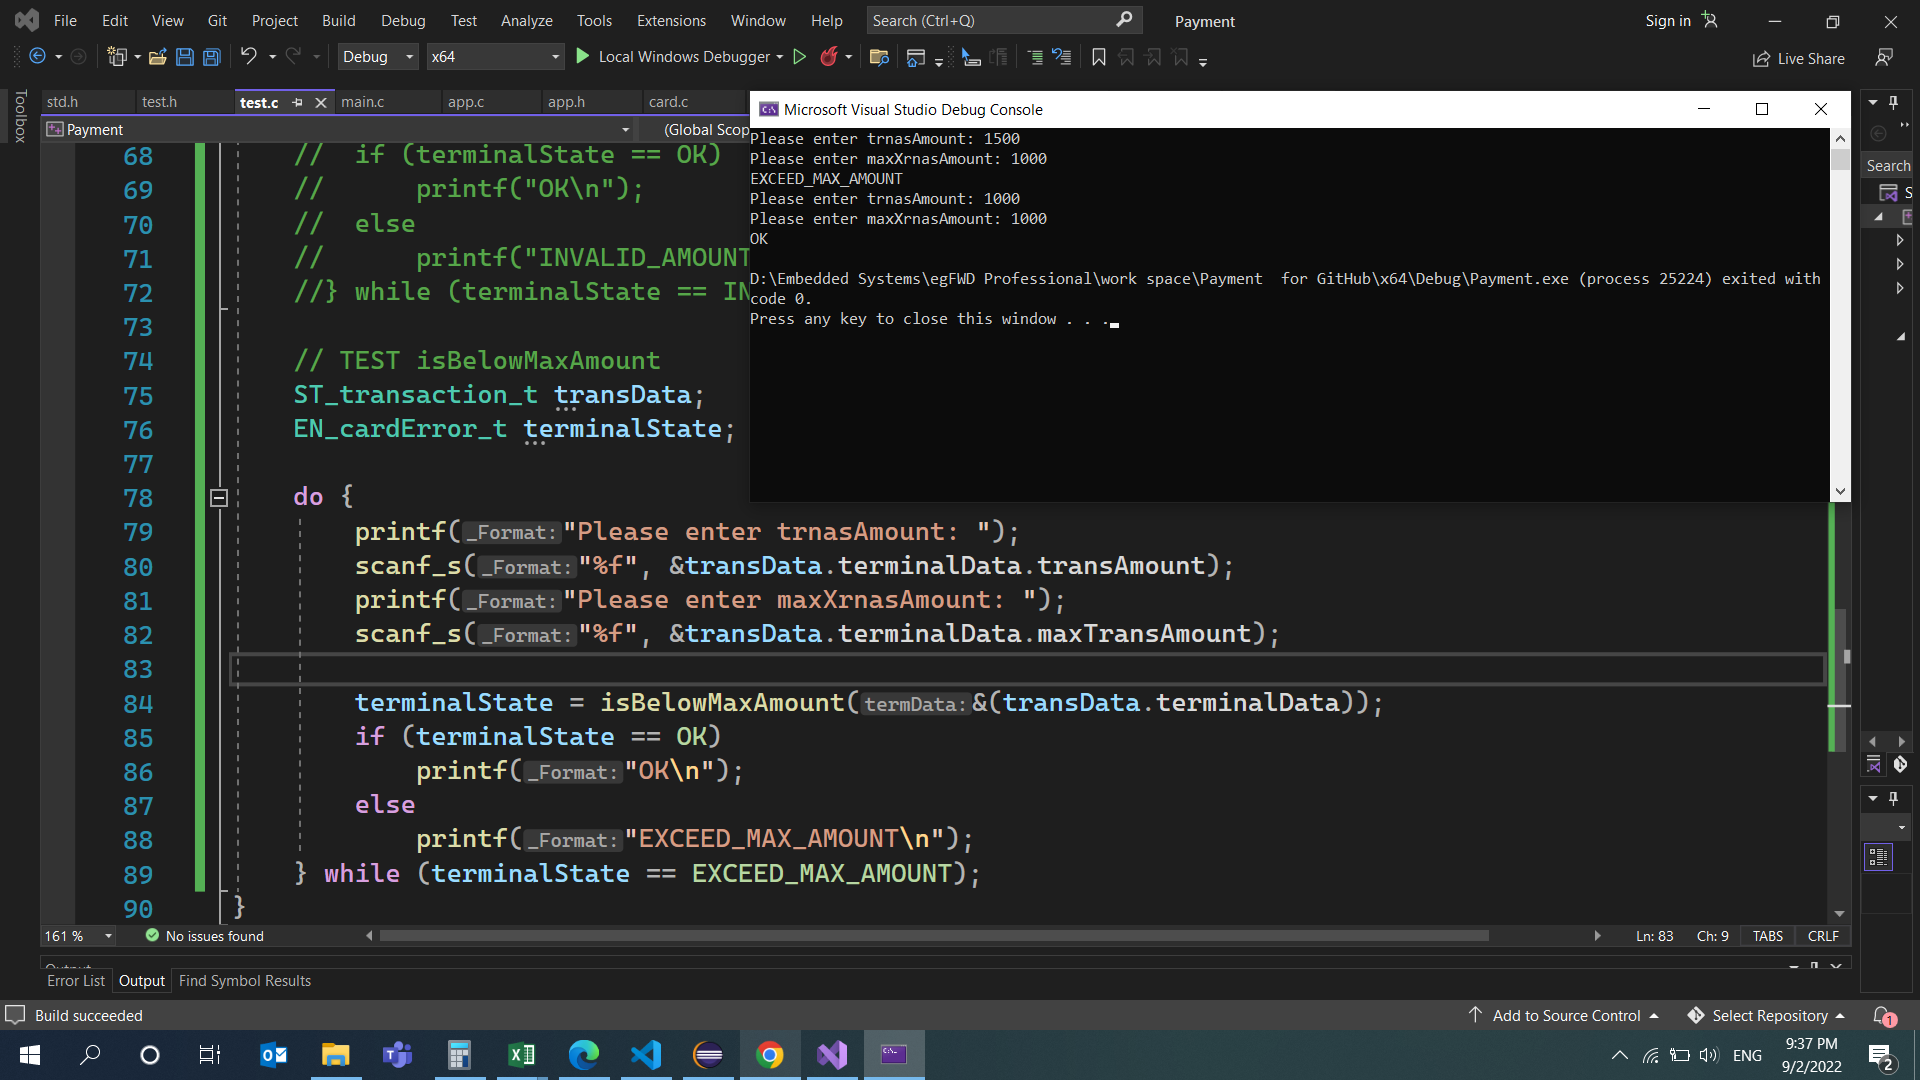 File Edit View Git Project Build Debug Test Analyze Tools Extensions Window Help Search (Ctrl+Q) Payment Sign in
Debug x64 Local Windows Debugger Live Share
Toolbox
std.h test.h test.c main.c app.c app.h card.c
Payment (Global Scop
Microsoft Visual Studio Debug Console
Please enter trnasAmount: 1500
Please enter maxXrnasAmount: 1000
EXCEED_MAX_AMOUNT
Please enter trnasAmount: 1000
Please enter maxXrnasAmount: 1000
OK
D:\Embedded Systems\egFWD Professional\work space\Payment  for GitHub\x64\Debug\Payment.exe (process 25224) exited with
code 0.
Press any key to close this window . . .
Search
S
68 //  if (terminalState == OK)
69 //      printf("OK\n");
70 //  else
71 //      printf("INVALID_AMOUNT
72 //} while (terminalState == IN
73
74 // TEST isBelowMaxAmount
75 ST_transaction_t transData;
76 EN_cardError_t terminalState;
77
78 do {
79 printf(_Format:"Please enter trnasAmount: ");
80 scanf_s(_Format:"%f", &transData.terminalData.transAmount);
81 printf(_Format:"Please enter maxXrnasAmount: ");
82 scanf_s(_Format:"%f", &transData.terminalData.maxTransAmount);
83
84 terminalState = isBelowMaxAmount(termData:&(transData.terminalData));
85 if (terminalState == OK)
86 printf(_Format:"OK\n");
87 else
88 printf(_Format:"EXCEED_MAX_AMOUNT\n");
89 } while (terminalState == EXCEED_MAX_AMOUNT);
90 }
161 % No issues found Ln: 83 Ch: 9 TABS CRLF
Output
Error List Output Find Symbol Results
Build succeeded Add to Source Control Select Repository 1
ENG 9:37 PM
9/2/2022 2